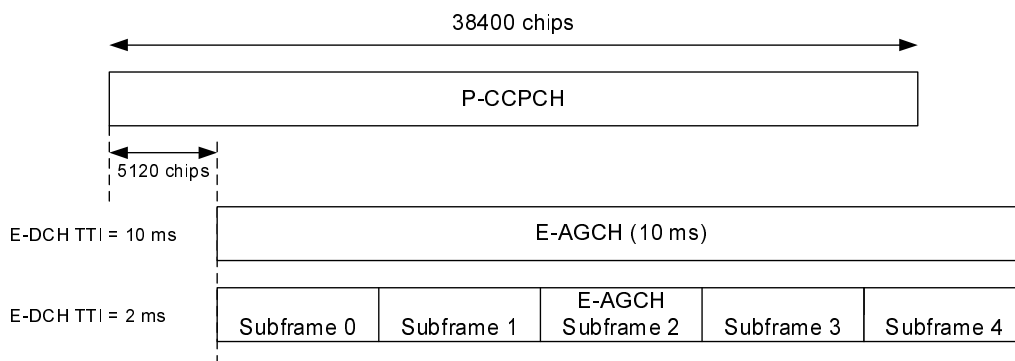 38400 chips
P-CCPCH
5120 chips
E-DCH TTI = 10 ms
E-AGCH (10 ms)
E-DCH TTI = 2 ms
E-AGCH
Subframe 0
Subframe 1
Subframe 2
Subframe 3
Subframe 4